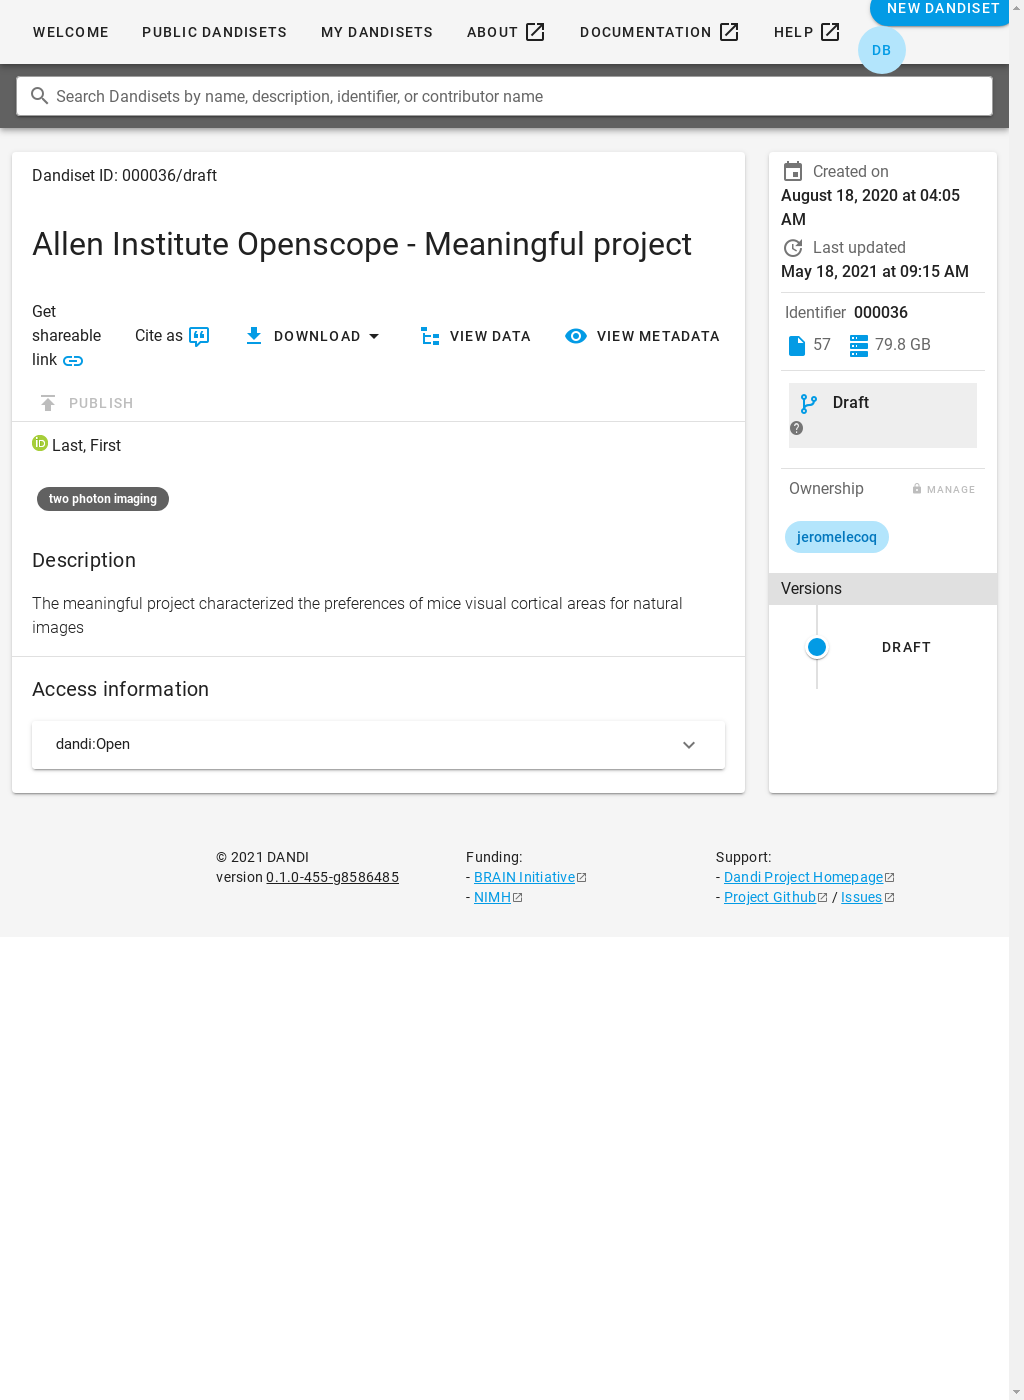 WELCOME
PUBLIC DANDISETS
MY DANDISETS
ABOUT
DOCUMENTATION
HELP
NEW DANDISET
DB
Search Dandisets by name, description, identifier, or contributor name
Dandiset ID: 000036/draft
Allen Institute Openscope - Meaningful project
Get
shareable
link
Cite as
DOWNLOAD
VIEW DATA
VIEW METADATA
PUBLISH
iD Last, First
two photon imaging
Description
The meaningful project characterized the preferences of mice visual cortical areas for natural
images
Access information
dandi:Open
Created on
August 18, 2020 at 04:05
AM
Last updated
May 18, 2021 at 09:15 AM
Identifier 000036
57 79.8 GB
Draft
?
Ownership MANAGE
jeromelecoq
Versions
DRAFT
© 2021 DANDI
version 0.1.0-455-g8586485
Funding:
- BRAIN Initiative
- NIMH
Support:
- Dandi Project Homepage
- Project Github / Issues